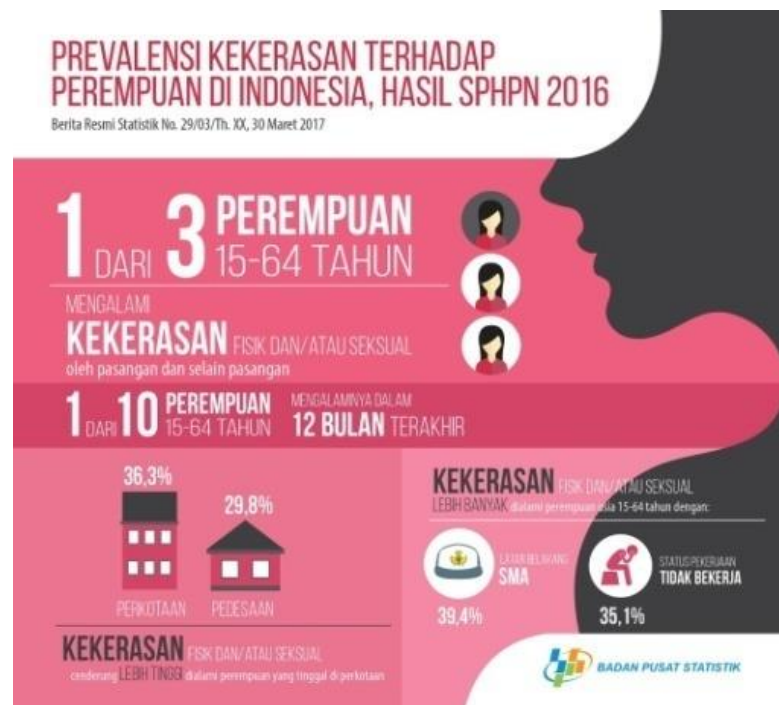 PREVALENSI KEKERASAN TERHADAP
PEREMPUAN DI INDONESIA, HASIL SPHPN 2016
Berita Resmi Statistik No. 29/03/Th. XX, 30 Maret 2017
1 DARI 3 PEREMPUAN
15-64 TAHUN
MENGALAMI
KEKERASAN FISIK DAN/ATAU SEKSUAL
oleh pasangan dan selain pasangan
1 DARI 10 PEREMPUAN
15-64 TAHUN
MENGALAMINYA DALAM
12 BULAN TERAKHIR
36,3%
29,8%
PERKOTAAN
PEDESAAN
KEKERASAN FISIK DAN/ATAU SEKSUAL
cenderung LEBIH TINGGI dialami perempuan yang tinggal di perkotaan
KEKERASAN FISIK DAN/ATAU SEKSUAL
LEBIH BANYAK dialami perempuan usia 15-64 tahun dengan:
LATAR BELAKANG
SMA
39,4%
STATUS PEKERJAAN
TIDAK BEKERJA
35,1%
BADAN PUSAT STATISTIK